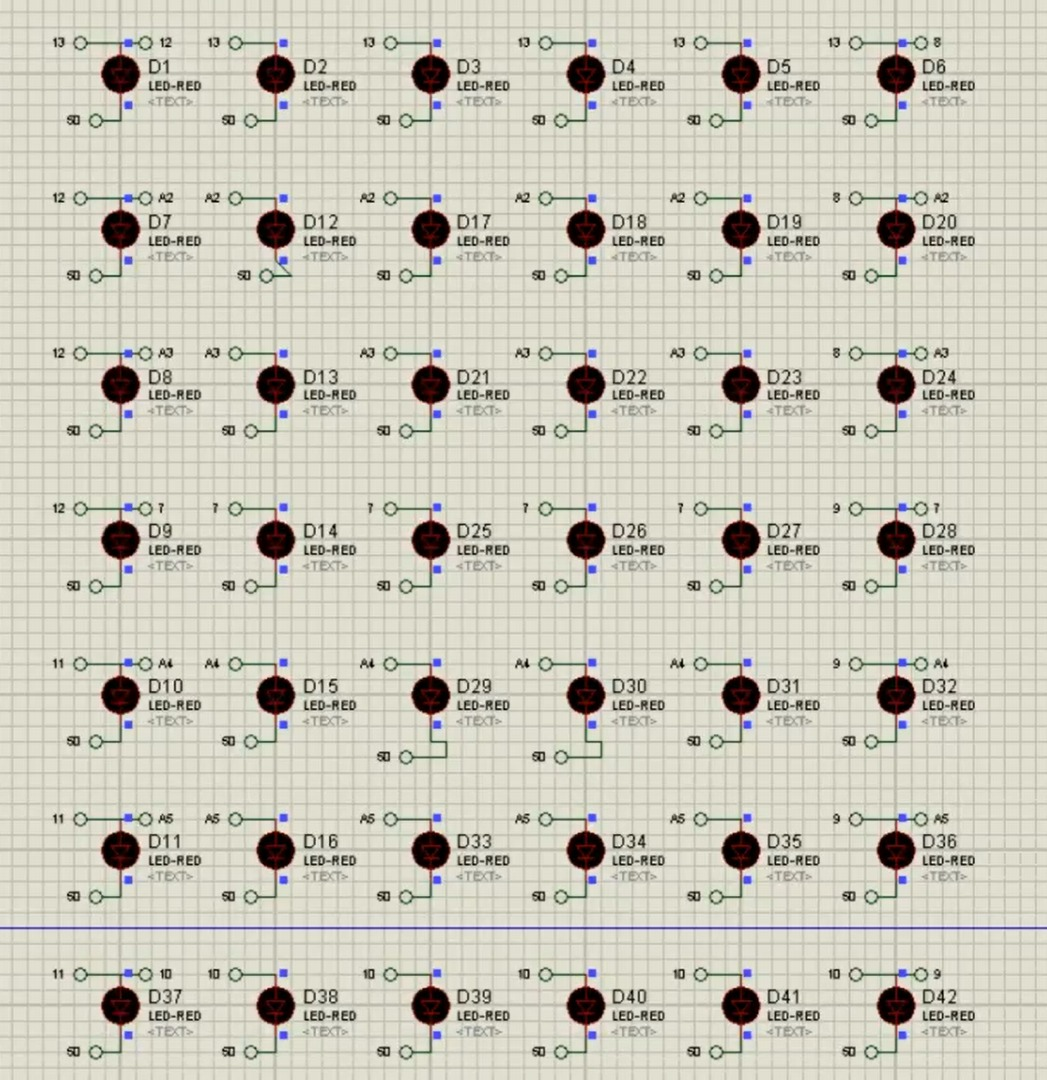 13 12 13 13 13 13 13 8
D1 D2 D3 D4 D5 D6
LED-RED LED-RED LED-RED LED-RED LED-RED LED-RED
<TEXT> <TEXT> <TEXT> <TEXT> <TEXT> <TEXT>
S0 S0 S0 S0 S0 S0
12 A2 A2 A2 A2 A2 8 A2
D7 D12 D17 D18 D19 D20
LED-RED LED-RED LED-RED LED-RED LED-RED LED-RED
<TEXT> <TEXT> <TEXT> <TEXT> <TEXT> <TEXT>
S0 S0 S0 S0 S0 S0
12 A3 A3 A3 A3 A3 8 A3
D8 D13 D21 D22 D23 D24
LED-RED LED-RED LED-RED LED-RED LED-RED LED-RED
<TEXT> <TEXT> <TEXT> <TEXT> <TEXT> <TEXT>
S0 S0 S0 S0 S0 S0
12 7 7 7 7 7 9 7
D9 D14 D25 D26 D27 D28
LED-RED LED-RED LED-RED LED-RED LED-RED LED-RED
<TEXT> <TEXT> <TEXT> <TEXT> <TEXT> <TEXT>
S0 S0 S0 S0 S0 S0
11 A4 A4 A4 A4 A4 9 A4
D10 D15 D29 D30 D31 D32
LED-RED LED-RED LED-RED LED-RED LED-RED LED-RED
<TEXT> <TEXT> <TEXT> <TEXT> <TEXT> <TEXT>
S0 S0 S0 S0 S0 S0
11 A5 A5 A5 A5 A5 9 A5
D11 D16 D33 D34 D35 D36
LED-RED LED-RED LED-RED LED-RED LED-RED LED-RED
<TEXT> <TEXT> <TEXT> <TEXT> <TEXT> <TEXT>
S0 S0 S0 S0 S0 S0
11 10 10 10 10 10 10 9
D37 D38 D39 D40 D41 D42
LED-RED LED-RED LED-RED LED-RED LED-RED LED-RED
<TEXT> <TEXT> <TEXT> <TEXT> <TEXT> <TEXT>
S0 S0 S0 S0 S0 S0